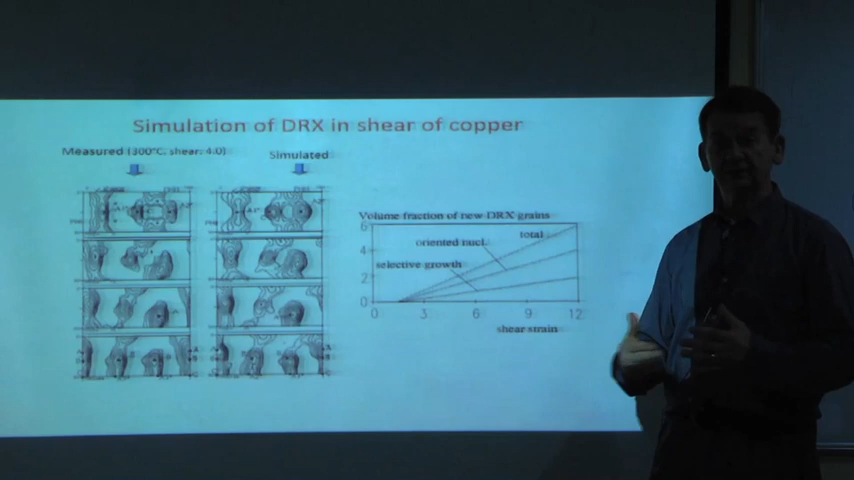 Simulation of DRX in shear of copper
Measured (300°C, shear: 4.0)
Simulated
Volume fraction of new DRX grains
6
total
oriented nucl.
4
selective growth
2
0
0 3 6 9 12
shear strain